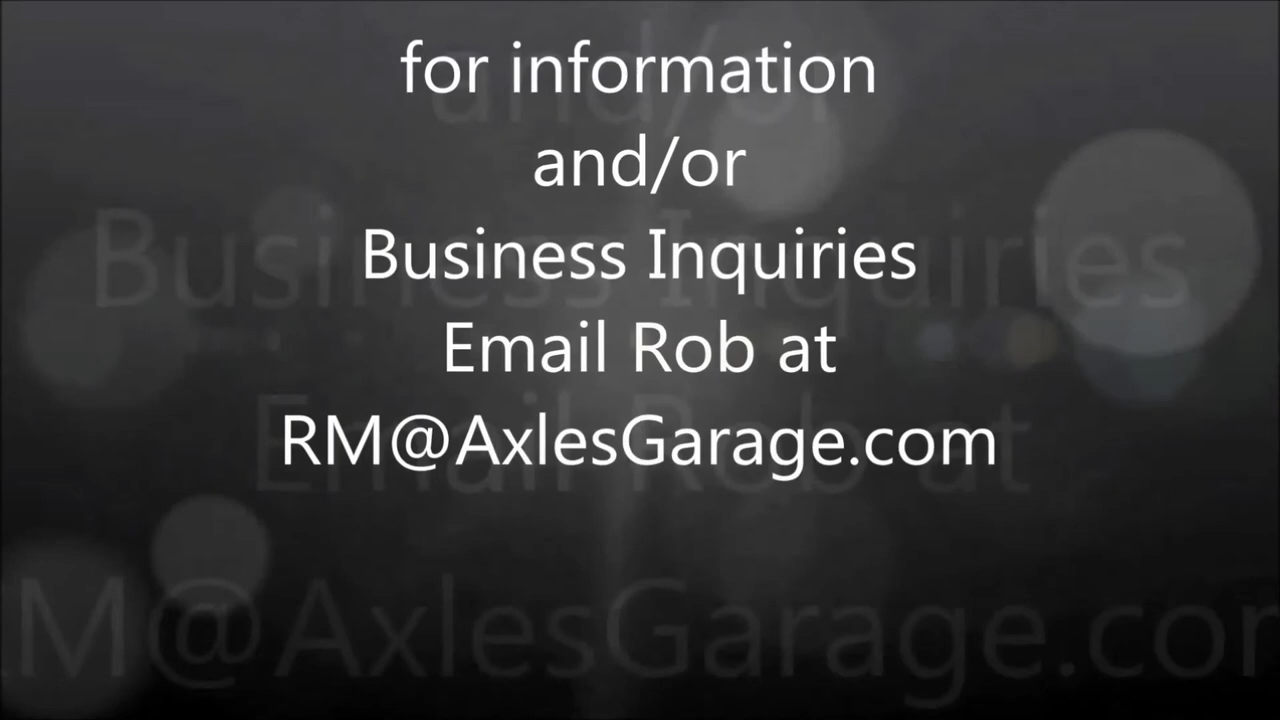 for information
and/or
Business Inquiries
Email Rob at
RM@AxlesGarage.com